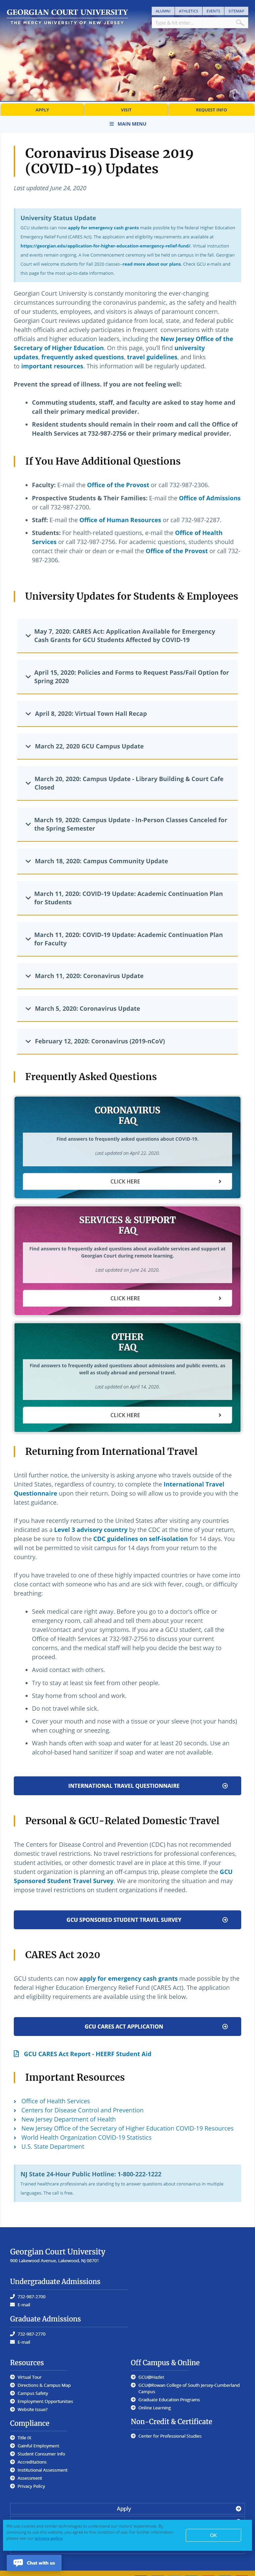 GEORGIAN COURT UNIVERSITY
THE MERCY UNIVERSITY OF NEW JERSEY
ALUMNI
ATHLETICS
EVENTS
SITEMAP
Type & hit enter...
APPLY
VISIT
REQUEST INFO
MAIN MENU
Coronavirus Disease 2019
(COVID-19) Updates
Last updated June 24, 2020
University Status Update
GCU students can now apply for emergency cash grants made possible by the federal Higher Education
Emergency Relief Fund (CARES Act). The application and eligibility requirements are available at
https://georgian.edu/application-for-higher-education-emergency-relief-fund/. Virtual instruction
and events remain ongoing. A live Commencement ceremony will be held on campus in the fall. Georgian
Court will welcome students for Fall 2020 classes--read more about our plans. Check GCU e-mails and
this page for the most up-to-date information.
Georgian Court University is constantly monitoring the ever-changing
circumstances surrounding the coronavirus pandemic, as the safety and health
of our students, employees, and visitors is always our paramount concern.
Georgian Court reviews updated guidance from local, state, and federal public
health officials collectively working to stem the spread of coronavirus statewide
officials and higher education leaders, including the New Jersey Office of the
Secretary of Higher Education. On this page, you'll find university
updates, frequently asked questions, travel guidelines, and links
to important resources. This information will be regularly updated.
Prevent the spread of illness. If you are not feeling well:
Commuting students, staff, and faculty are asked to stay home and
call their medical provider.
Resident students should remain in their room and call the Office of
Health Services at 732-987-2756 or their primary medical provider.
If You Have Additional Questions
Faculty: E-mail the Office of the Provost or call 732-987-2306.
Prospective Students & Their Families: E-mail the Office of Admissions
or call 732-987-2700.
Staff: E-mail the Office of Human Resources or call 732-987-2287.
Students: For health-related questions, e-mail the Office of Health
Services or call 732-987-2756. For academic questions, students should
contact their chair or dean or e-mail the Office of the Provost or call 732-
987-2306.
University Updates for Students & Employees
May 7, 2020: CARES Act: Application Available for Emergency
Cash Grants for GCU Students Affected by COVID-19
April 15, 2020: Policies and Forms to Request Pass/Fail Option for
Spring 2020
April 8, 2020: Virtual Town Hall Recap
March 22, 2020 GCU Campus Update
March 20, 2020: Campus Update - Library Building & Court Cafe
Closed
March 19, 2020: Campus Update - In-Person Classes Canceled for
the Spring Semester
March 18, 2020: Campus Community Update
March 11, 2020: COVID-19 Update: Academic Continuation Plan
for Students
March 11, 2020: COVID-19 Update: Academic Continuation Plan
for Faculty
March 11, 2020: Coronavirus Update
March 5, 2020: Coronavirus Update
February 12, 2020: Coronavirus (2019-nCoV)
Frequently Asked Questions
CORONAVIRUS
FAQ
Find answers to frequently asked questions about COVID-19.
Last updated on April 22, 2020.
CLICK HERE
SERVICES & SUPPORT
FAQ
Find answers to frequently asked questions about available services and support at
Georgian Court during remote learning.
Last updated on June 24, 2020.
CLICK HERE
OTHER
FAQ
Find answers to frequently asked questions about admissions and public events, as
well as study abroad and personal travel.
Last updated on April 14, 2020.
CLICK HERE
Returning from International Travel
Until further notice, the university is asking anyone who travels outside of the
United States, regardless of country, to complete the International Travel
Questionnaire upon their return. Doing so will allow us to provide you with the
latest guidance.
If you have recently returned to the United States after visiting any countries
indicated as a Level 3 advisory country by the CDC at the time of your return,
please be sure to follow the CDC guidelines on self-isolation for 14 days. You will
not be permitted to visit campus for 14 days from your return to the
country.
If you have traveled to one of these highly impacted countries or have come into
close contact with someone who has and are sick with fever, cough, or difficulty
breathing:
Seek medical care right away. Before you go to a doctor's office or
emergency room, call ahead and tell them about your recent
travel/contact and your symptoms. If you are a GCU student, call the
Office of Health Services at 732-987-2756 to discuss your current
concerns, and the medical staff will help you decide the best way to
proceed.
Avoid contact with others.
Try to stay at least six feet from other people.
Stay home from school and work.
Do not travel while sick.
Cover your mouth and nose with a tissue or your sleeve (not your hands)
when coughing or sneezing.
Wash hands often with soap and water for at least 20 seconds. Use an
alcohol-based hand sanitizer if soap and water are not available.
INTERNATIONAL TRAVEL QUESTIONNAIRE
Personal & GCU-Related Domestic Travel
The Centers for Disease Control and Prevention (CDC) has not recommended
domestic travel restrictions. No travel restrictions for professional conferences,
student activities, or other domestic travel are in place at this time. If your
student organization is planning an off-campus trip, please complete the GCU
Sponsored Student Travel Survey. We are monitoring the situation and may
impose travel restrictions on student organizations if needed.
GCU SPONSORED STUDENT TRAVEL SURVEY
CARES Act 2020
GCU students can now apply for emergency cash grants made possible by the
federal Higher Education Emergency Relief Fund (CARES Act). The application
and eligibility requirements are available using the link below.
GCU CARES ACT APPLICATION
GCU CARES Act Report - HEERF Student Aid
Important Resources
Office of Health Services
Centers for Disease Control and Prevention
New Jersey Department of Health
New Jersey Office of the Secretary of Higher Education COVID-19 Resources
World Health Organization COVID-19 Statistics
U.S. State Department
NJ State 24-Hour Public Hotline: 1-800-222-1222
Trained healthcare professionals are standing by to answer questions about coronavirus in multiple
languages. The call is free.
Georgian Court University
900 Lakewood Avenue, Lakewood, NJ 08701
Undergraduate Admissions
732-987-2700
E-mail
Graduate Admissions
732-987-2770
E-mail
Resources
Virtual Tour
Directions & Campus Map
Campus Safety
Employment Opportunities
Website Issue?
Compliance
Title IX
Gainful Employment
Student Consumer Info
Accreditations
Institutional Assessment
Assessment
Privacy Policy
Off Campus & Online
GCU@Hazlet
GCU@Rowan College of South Jersey-Cumberland
Campus
Graduate Education Programs
Online Learning
Non-Credit & Certificate
Center for Professional Studies
Apply
OK
Chat with us